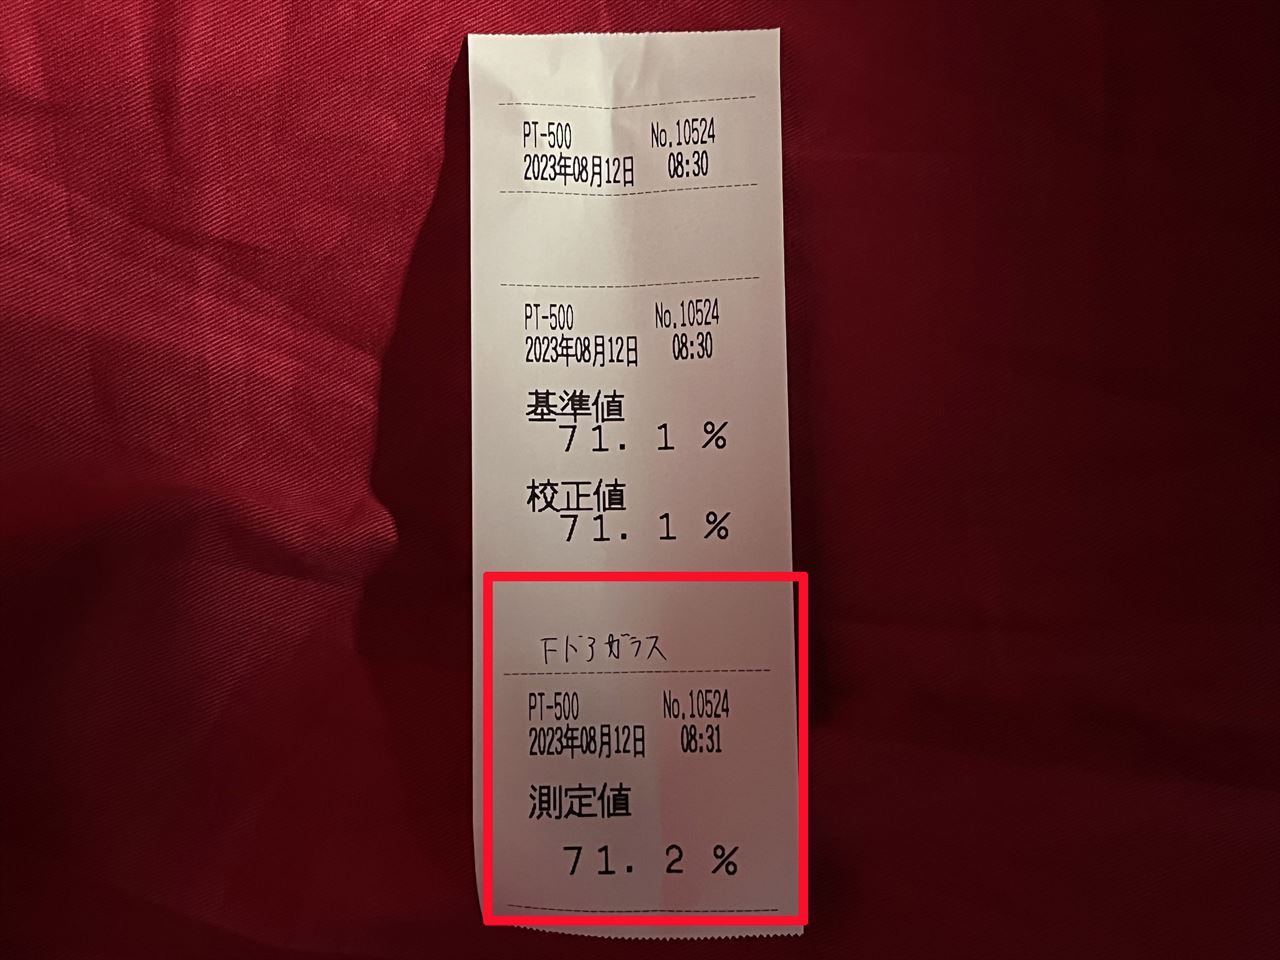 PT-500 No.10524
2023年08月12日 08:30
PT-500 No.10524
2023年08月12日 08:30
基準値
71.1 %
校正値
71.1 %
Fドアガラス
PT-500 No.10524
2023年08月12日 08:31
測定値
71.2 %